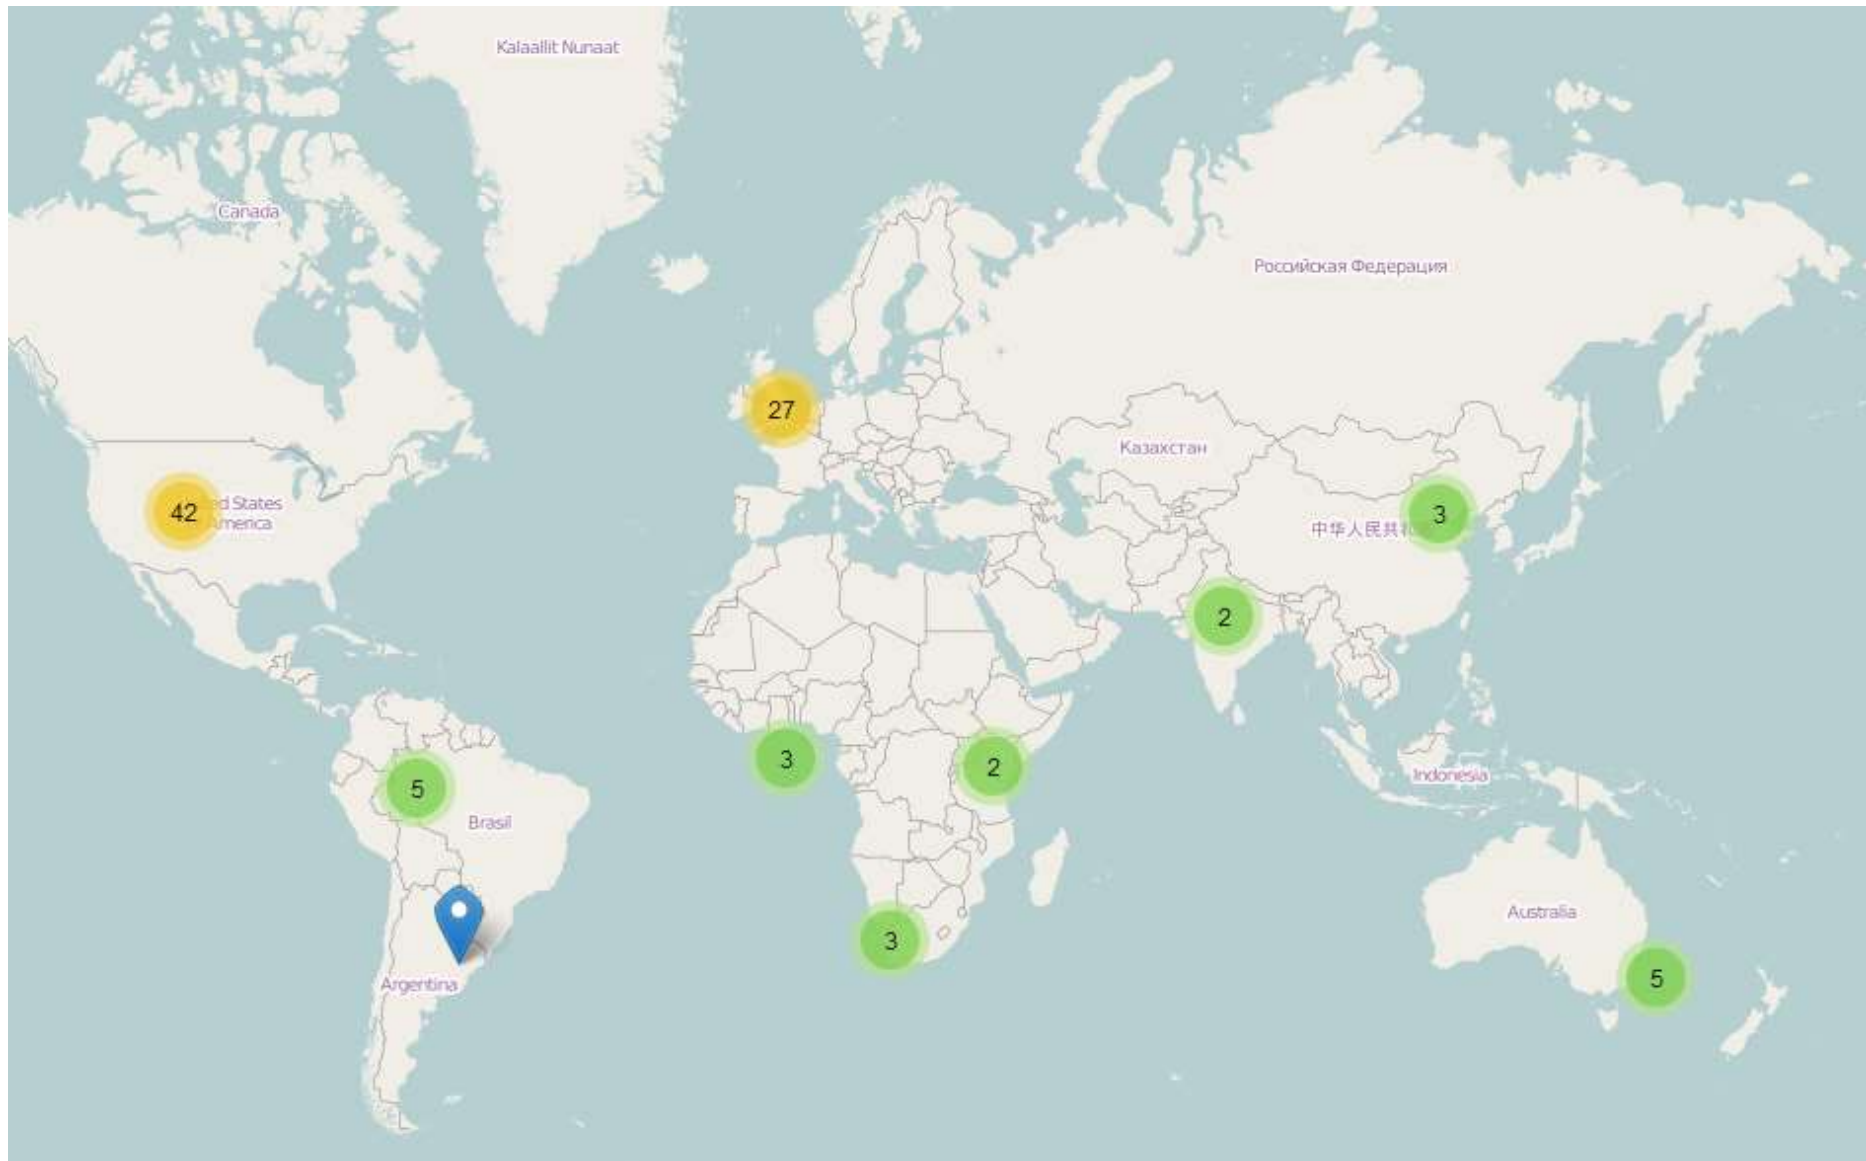 Kalaallit Nunaat
Canada
Российская Федерация
27
Казахстан
42
ed States
America
3
中华人民共和
2
3
2
5
Indonesia
Brasil
Australia
3
5
Argentina